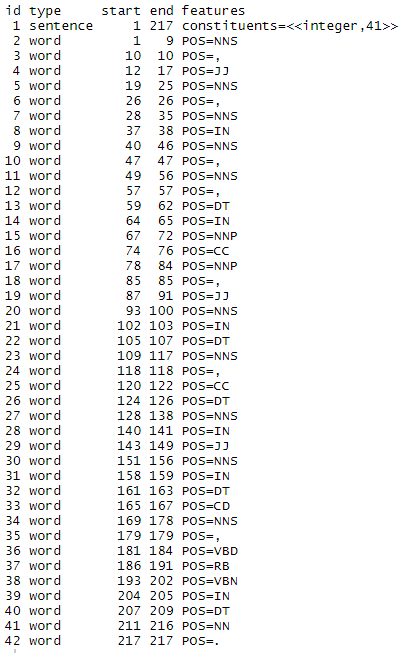 id type     start end features
 1 sentence     1 217 constituents=<<integer,41>>
 2 word         1   9 POS=NNS
 3 word        10  10 POS=,
 4 word        12  17 POS=JJ
 5 word        19  25 POS=NNS
 6 word        26  26 POS=,
 7 word        28  35 POS=NNS
 8 word        37  38 POS=IN
 9 word        40  46 POS=NNS
10 word        47  47 POS=,
11 word        49  56 POS=NNS
12 word        57  57 POS=,
13 word        59  62 POS=DT
14 word        64  65 POS=IN
15 word        67  72 POS=NNP
16 word        74  76 POS=CC
17 word        78  84 POS=NNP
18 word        85  85 POS=,
19 word        87  91 POS=JJ
20 word        93 100 POS=NNS
21 word       102 103 POS=IN
22 word       105 107 POS=DT
23 word       109 117 POS=NNS
24 word       118 118 POS=,
25 word       120 122 POS=CC
26 word       124 126 POS=DT
27 word       128 138 POS=NNS
28 word       140 141 POS=IN
29 word       143 149 POS=JJ
30 word       151 156 POS=NNS
31 word       158 159 POS=IN
32 word       161 163 POS=DT
33 word       165 167 POS=CD
34 word       169 178 POS=NNS
35 word       179 179 POS=,
36 word       181 184 POS=VBD
37 word       186 191 POS=RB
38 word       193 202 POS=VBN
39 word       204 205 POS=IN
40 word       207 209 POS=DT
41 word       211 216 POS=NN
42 word       217 217 POS=.